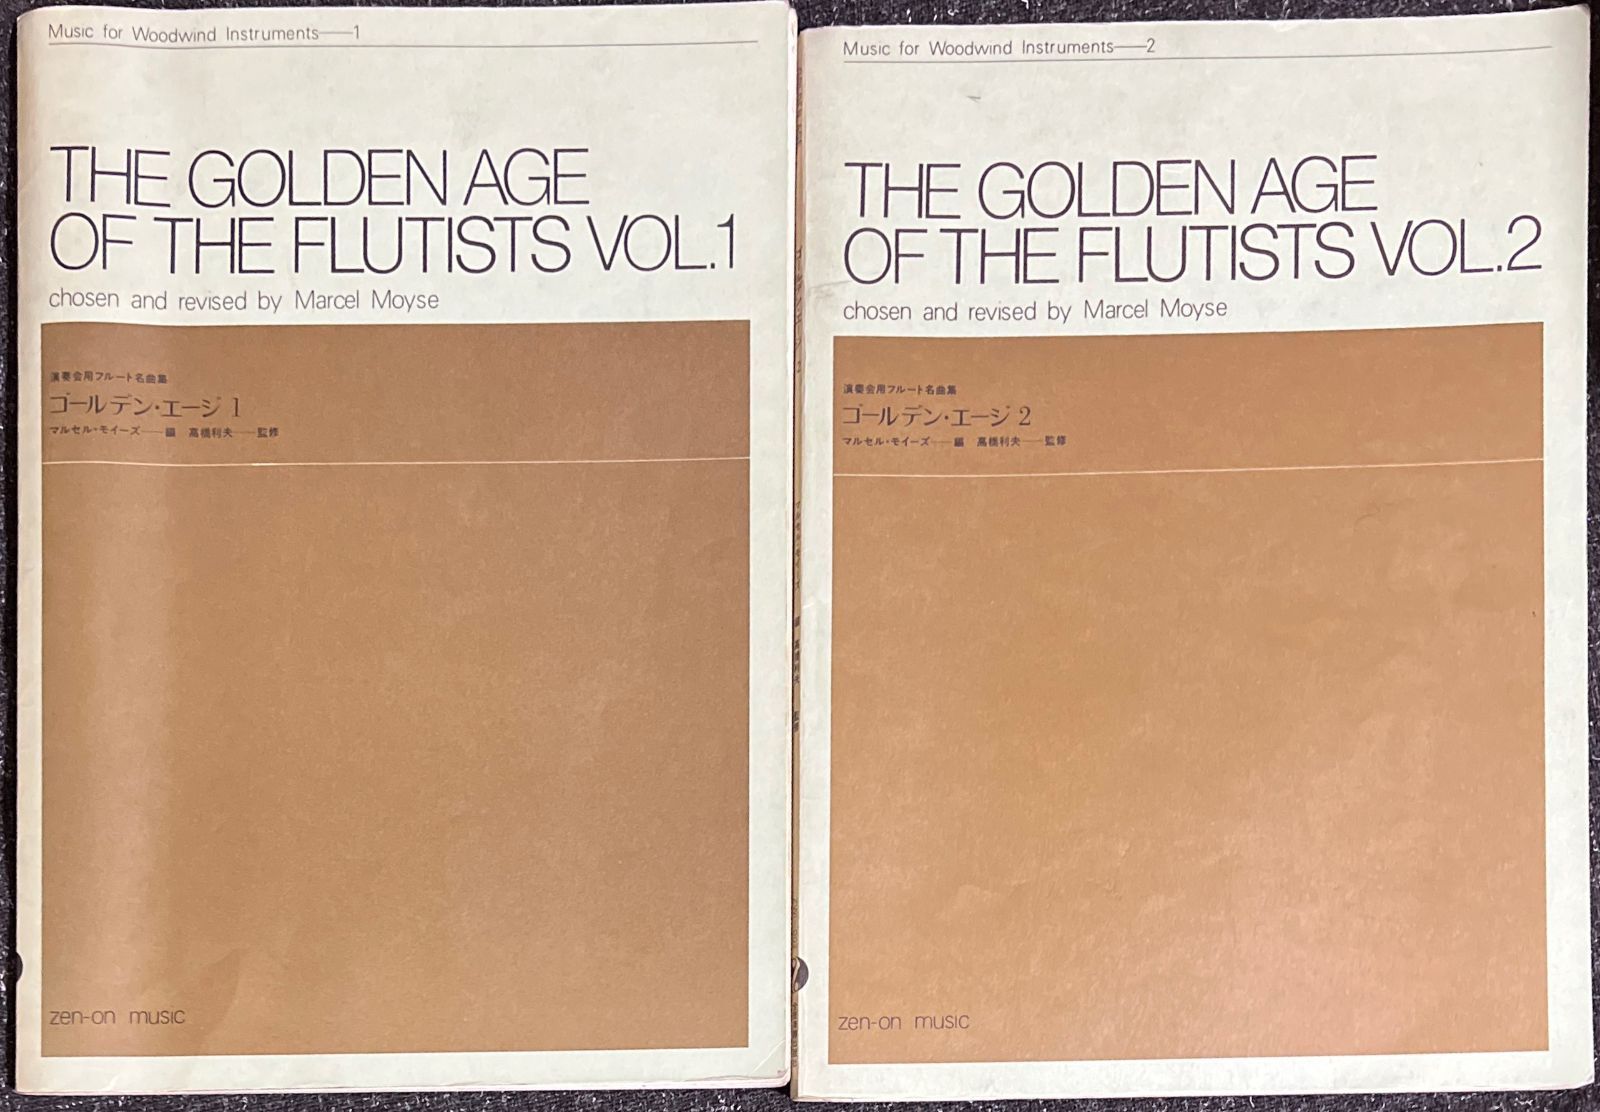 Music for Woodwind Instruments—1
THE GOLDEN AGE
OF THE FLUTISTS VOL.1
chosen and revised by Marcel Moyse
演奏会用フルート名曲集
ゴールデン・エージ 1
マルセル・モイーズ——編 高橋利夫——監修
zen-on music
Music for Woodwind Instruments—2
THE GOLDEN AGE
OF THE FLUTISTS VOL.2
chosen and revised by Marcel Moyse
演奏会用フルート名曲集
ゴールデン・エージ 2
マルセル・モイーズ——編 高橋利夫——監修
zen-on music